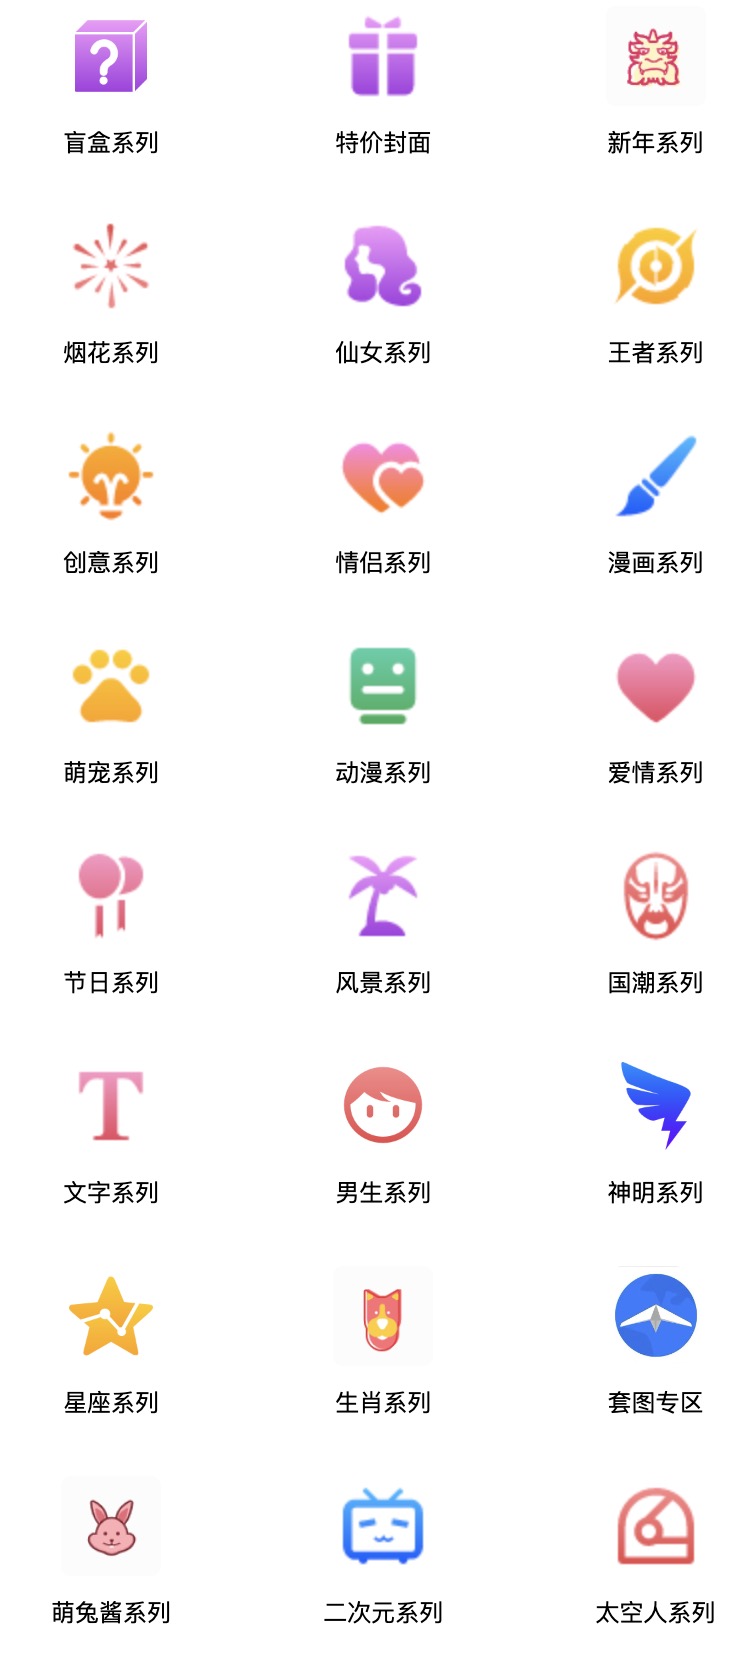 盲盒系列
特价封面
新年系列
烟花系列
仙女系列
王者系列
创意系列
情侣系列
漫画系列
萌宠系列
动漫系列
爱情系列
节日系列
风景系列
国潮系列
T
文字系列
男生系列
神明系列
星座系列
生肖系列
套图专区
萌兔酱系列
二次元系列
太空人系列